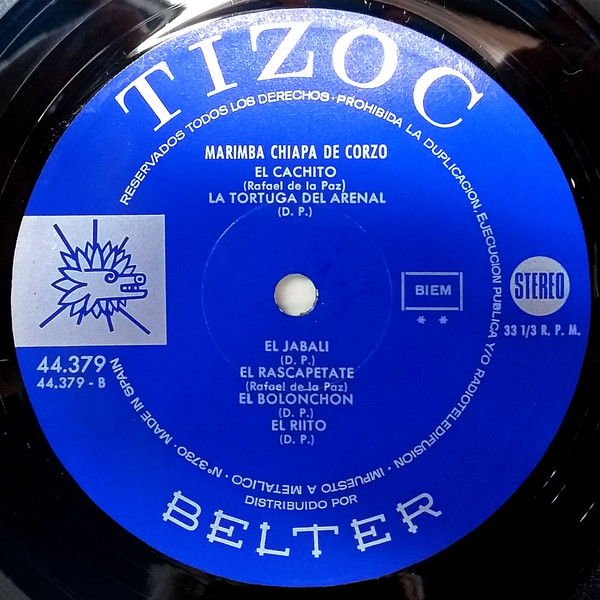 TIZOC
RESERVADOS TODOS LOS DERECHOS · PROHIBIDA LA DUPLICACION, EJECUCION PUBLICA Y/O RADIOTELEDIFUSION · IMPUESTO A METALICO · Nº 3730 · MADE IN SPAIN
MARIMBA CHIAPA DE CORZO
EL CACHITO
(Rafael de la Paz)
LA TORTUGA DEL ARENAL
(D. P.)
BIEM
* *
STEREO
33 1/3 R. P. M.
44.379
44.379 - B
EL JABALI
(D. P.)
EL RASCAPETATE
(Rafael de la Paz)
EL BOLONCHON
(D. P.)
EL RIITO
(D. P.)
DISTRIBUIDO POR
BELTER